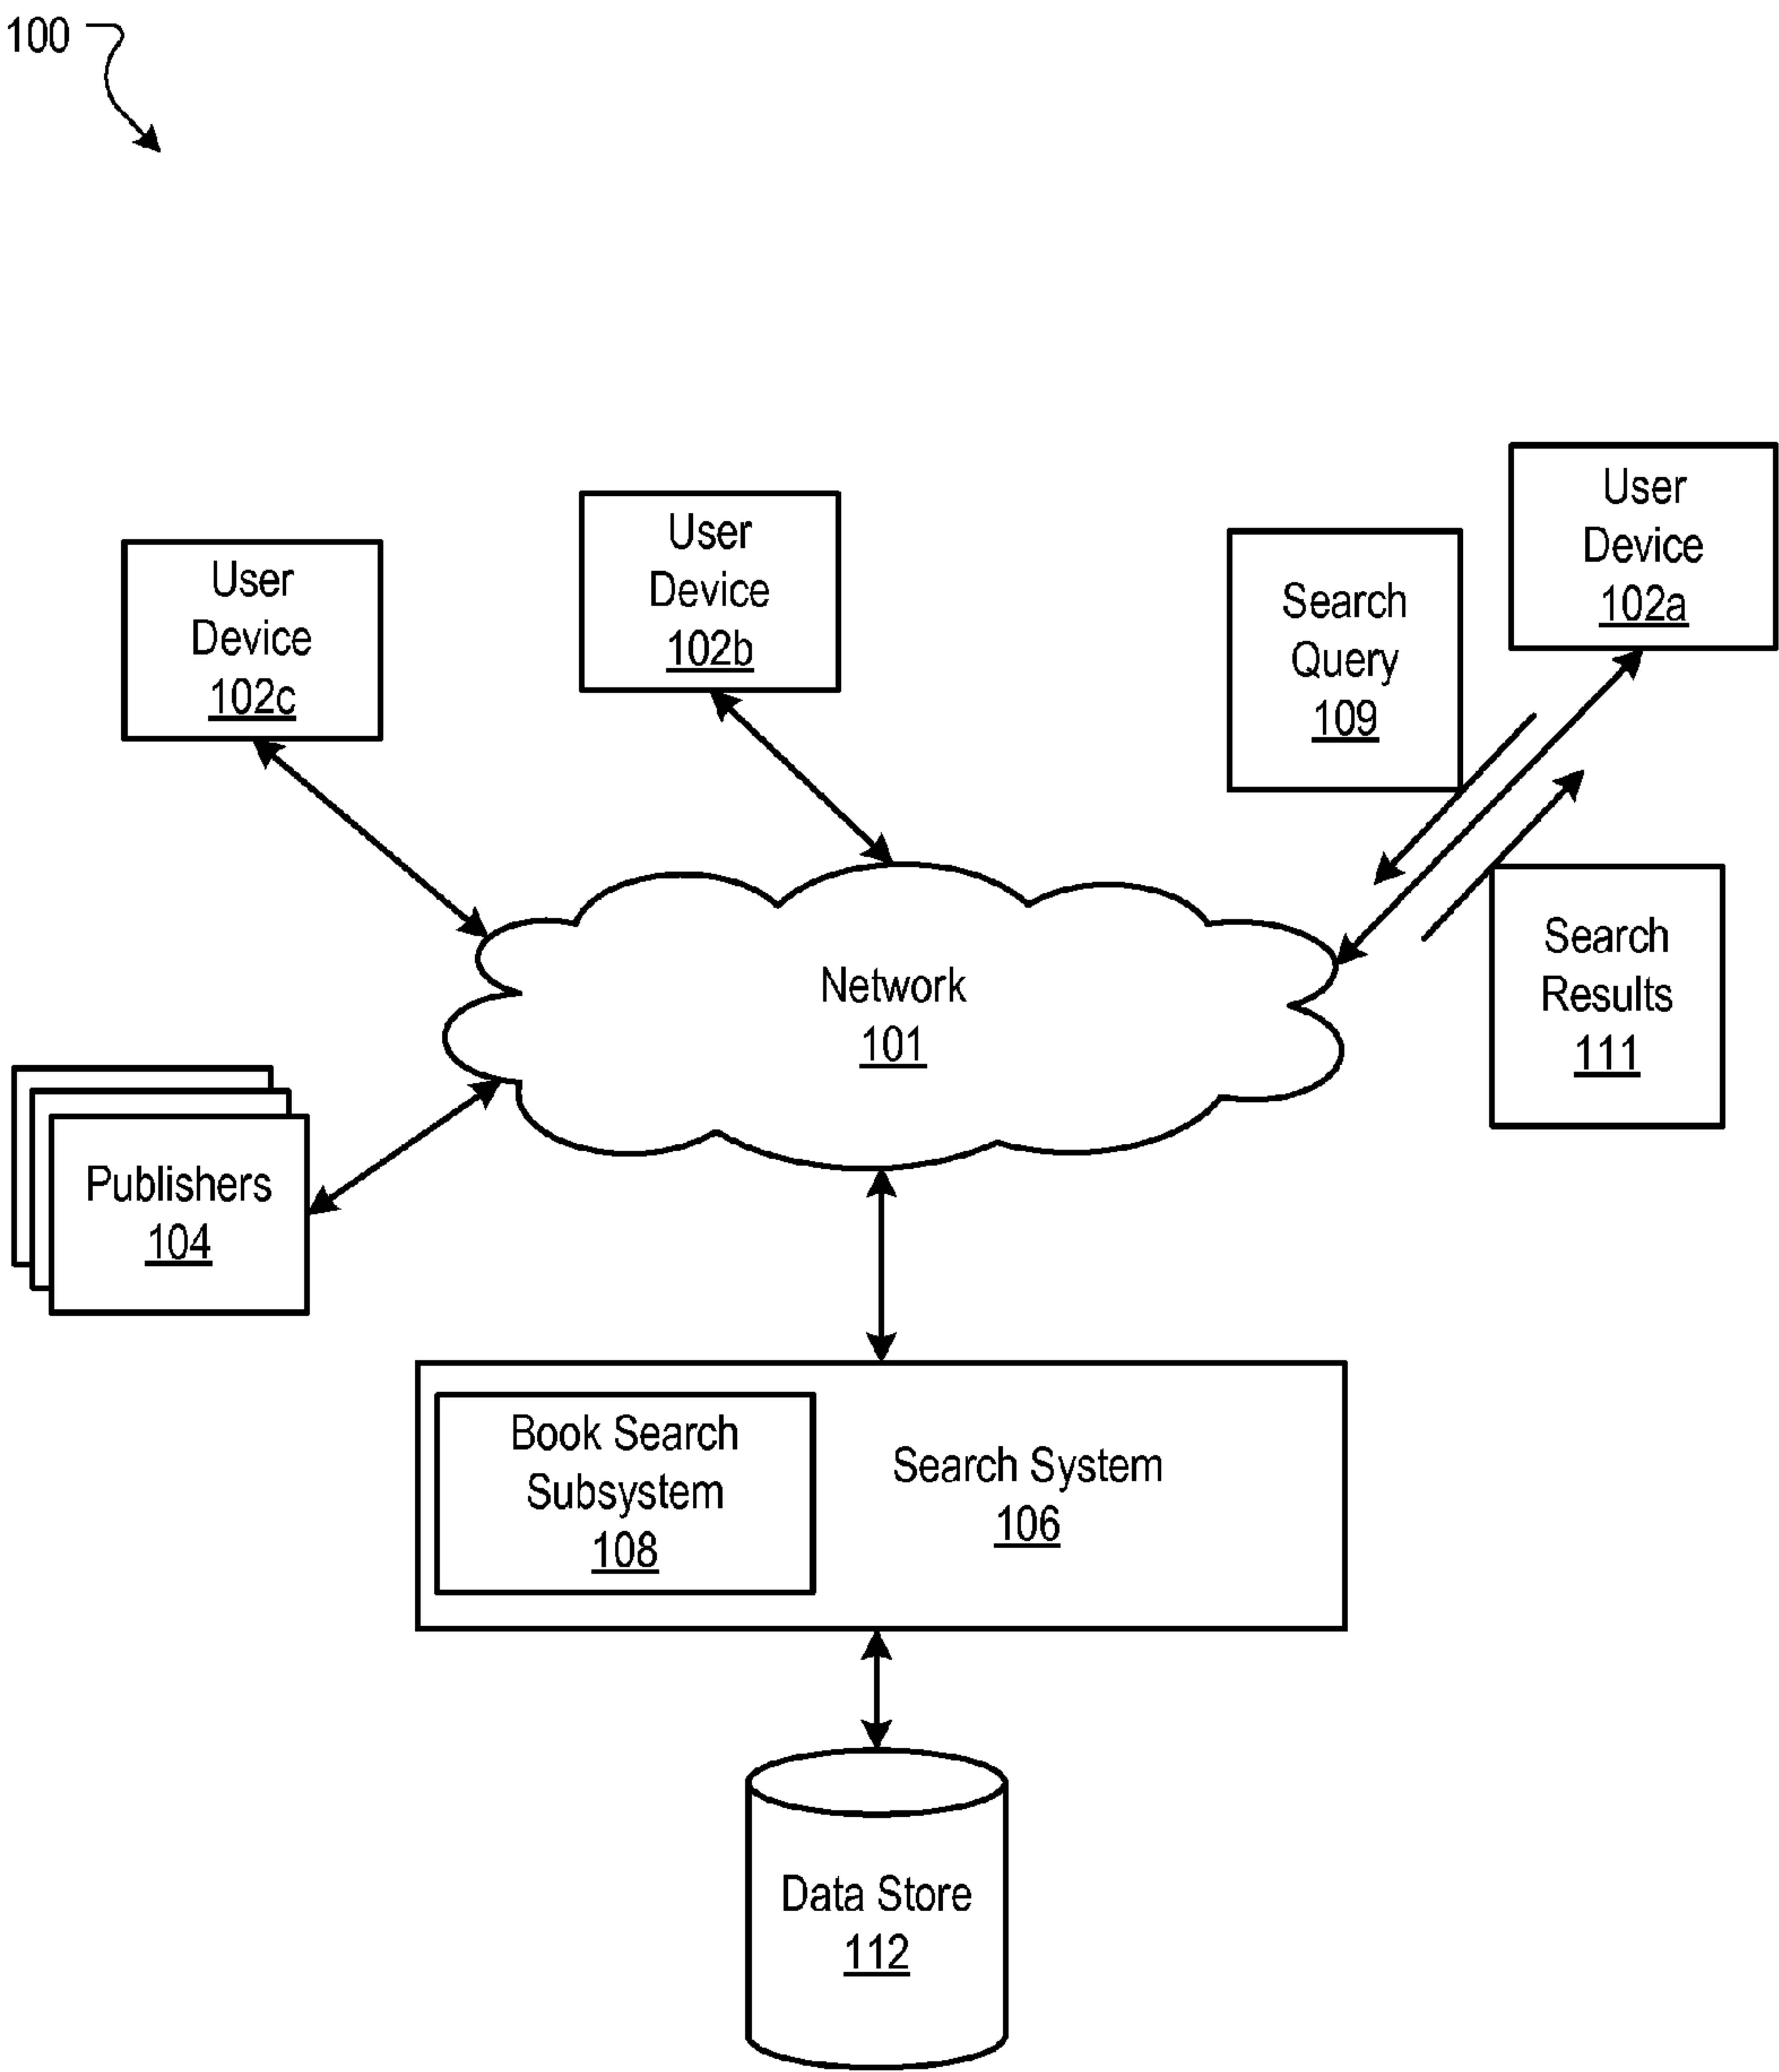 100
User
Device
102a
User
Device
102b
User
Device
102c
Search
Query
109
Search
Results
111
Network
101
Publishers
104
Book Search
Subsystem
108
Search System
106
Data Store
112